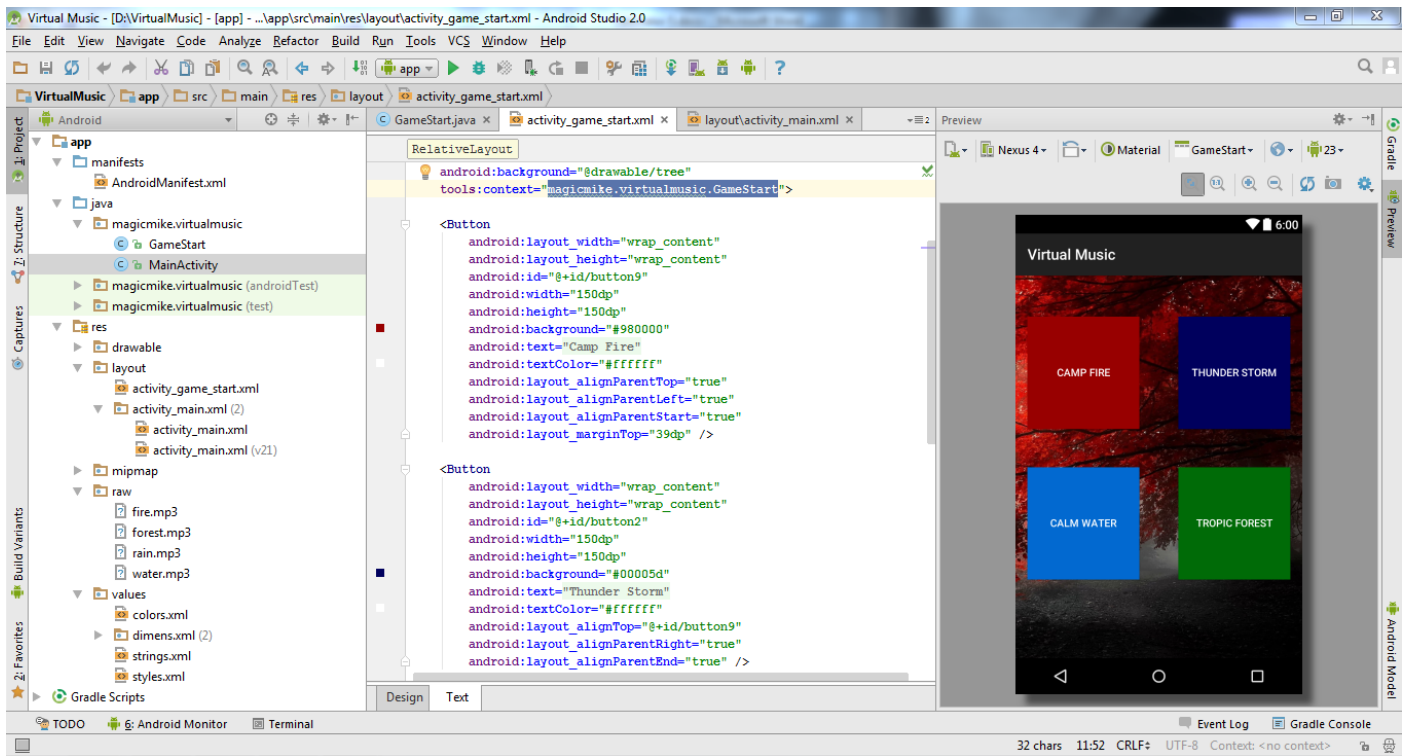 Virtual Music - [D:\VirtualMusic] - [app] - ...\app\src\main\res\layout\activity_game_start.xml - Android Studio 2.0
File Edit View Navigate Code Analyze Refactor Build Run Tools VCS Window Help
app
VirtualMusic app src main res layout activity_game_start.xml
1: Project
7: Structure
Captures
Build Variants
2: Favorites
Android
app
manifests
AndroidManifest.xml
java
magicmike.virtualmusic
GameStart
MainActivity
magicmike.virtualmusic (androidTest)
magicmike.virtualmusic (test)
res
drawable
layout
activity_game_start.xml
activity_main.xml (2)
activity_main.xml
activity_main.xml (v21)
mipmap
raw
fire.mp3
forest.mp3
rain.mp3
water.mp3
values
colors.xml
dimens.xml (2)
strings.xml
styles.xml
Gradle Scripts
GameStart.java activity_game_start.xml layout\activity_main.xml 2
RelativeLayout
android:background="@drawable/tree"
tools:context="magicmike.virtualmusic.GameStart">
<Button
android:layout_width="wrap_content"
android:layout_height="wrap_content"
android:id="@+id/button9"
android:width="150dp"
android:height="150dp"
android:background="#980000"
android:text="Camp Fire"
android:textColor="#ffffff"
android:layout_alignParentTop="true"
android:layout_alignParentLeft="true"
android:layout_alignParentStart="true"
android:layout_marginTop="39dp" />
<Button
android:layout_width="wrap_content"
android:layout_height="wrap_content"
android:id="@+id/button2"
android:width="150dp"
android:height="150dp"
android:background="#00005d"
android:text="Thunder Storm"
android:textColor="#ffffff"
android:layout_alignTop="@+id/button9"
android:layout_alignParentRight="true"
android:layout_alignParentEnd="true" />
Design Text
Preview
Nexus 4 Material GameStart 23
1:1
6:00
Virtual Music
CAMP FIRE THUNDER STORM
CALM WATER TROPIC FOREST
Gradle
Preview
Android Model
TODO 6: Android Monitor Terminal Event Log Gradle Console
32 chars 11:52 CRLF UTF-8 Context: <no context>